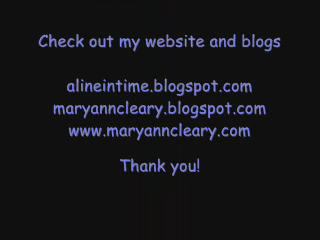 Check out my website and blogs
alineintime.blogspot.com
maryanncleary.blogspot.com
www.maryanncleary.com
Thank you!